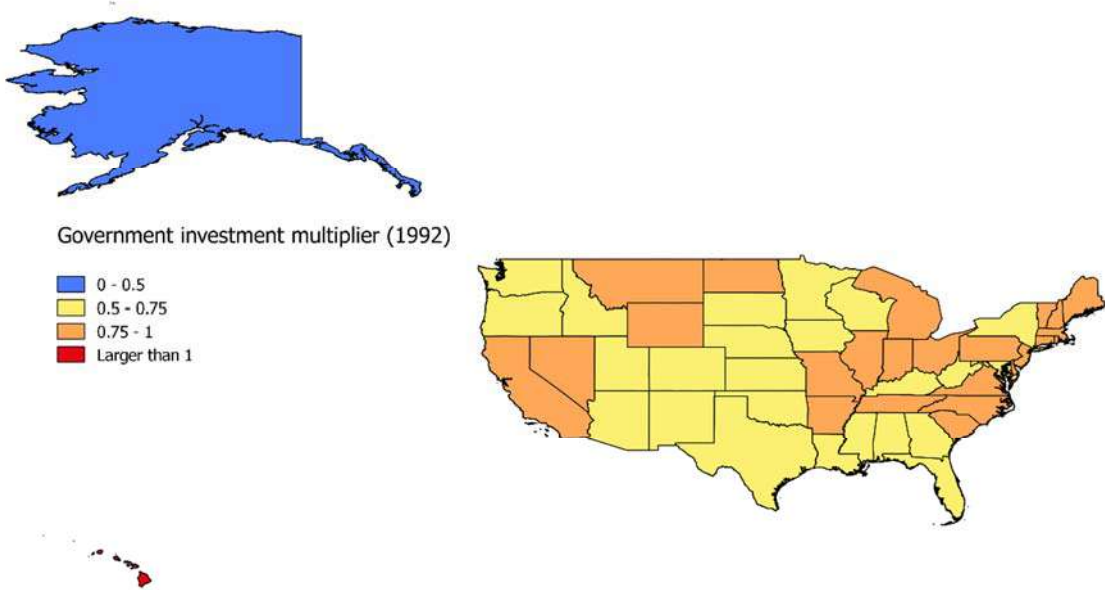 Government investment multiplier (1992)
0 - 0.5
0.5 - 0.75
0.75 - 1
Larger than 1